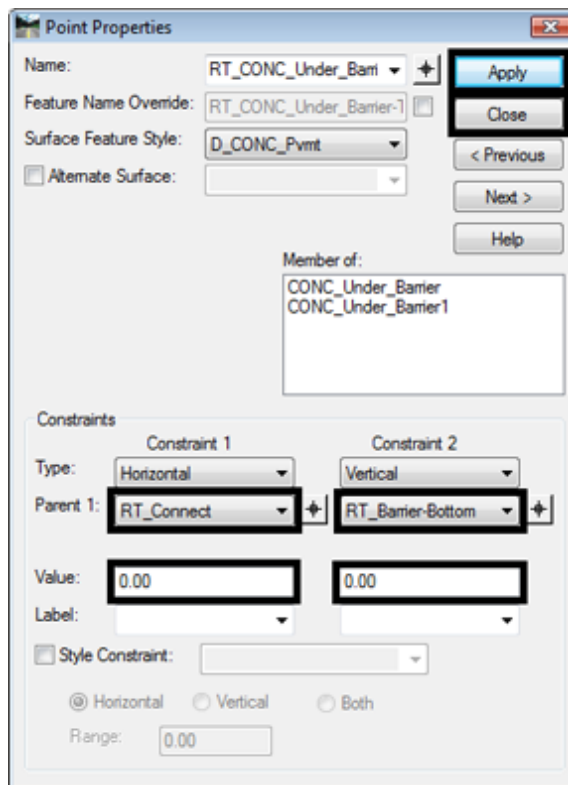 Point Properties
Name: RT_CONC_Under_Barri
Apply
Feature Name Override: RT_CONC_Under_Barrier-1
Close
Surface Feature Style: D_CONC_Pvmt
< Previous
Alternate Surface:
Next >
Help
Member of:
CONC_Under_Barrier
CONC_Under_Barrier1
Constraints
Constraint 1 Constraint 2
Type: Horizontal Vertical
Parent 1: RT_Connect RT_Barrier-Bottom
Value: 0.00 0.00
Label:
Style Constraint:
Horizontal Vertical Both
Range: 0.00